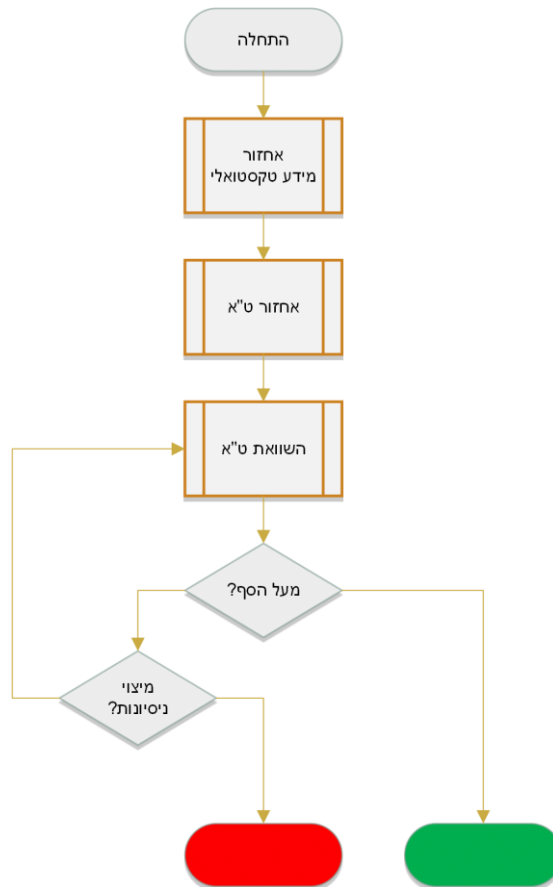 התחלה
אחזור
מידע טקסטואלי
אחזור ט"א
השוואת ט"א
מעל הסף?
מיצוי
ניסיונות?